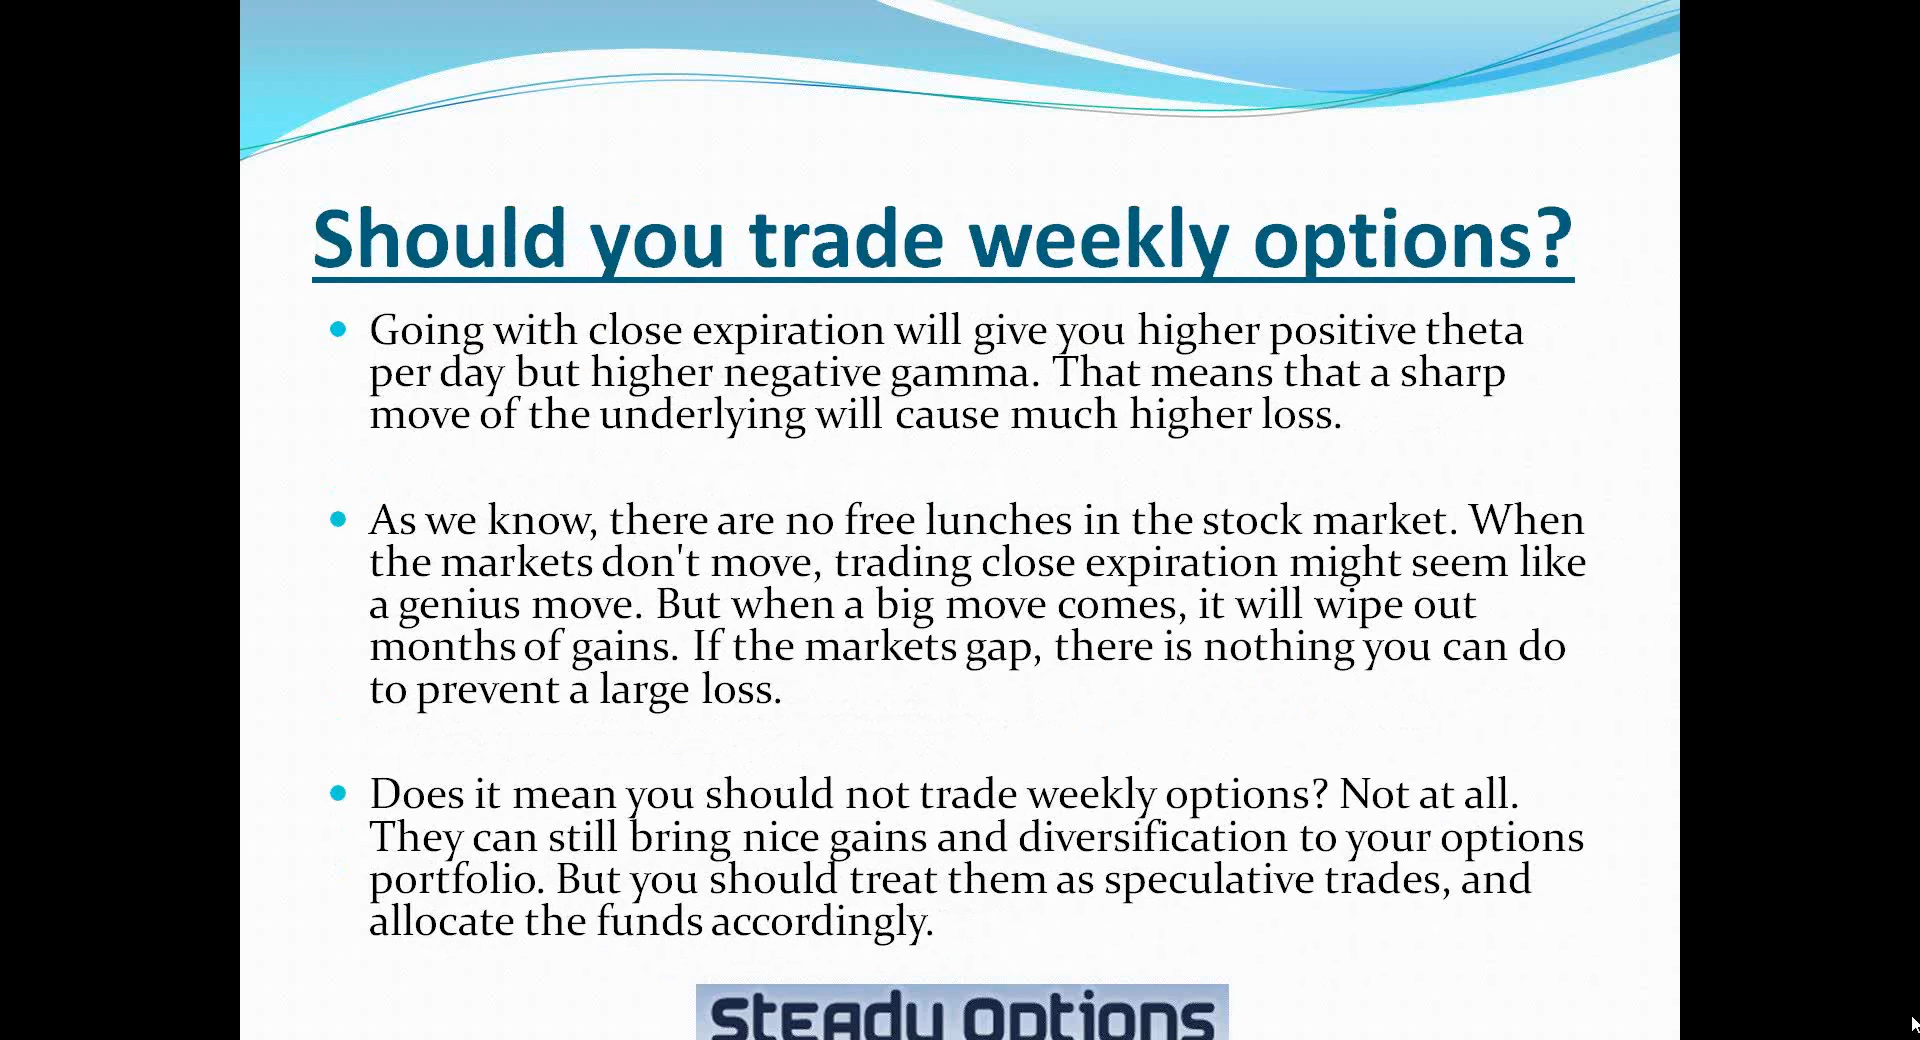 Should you trade weekly options?
Going with close expiration will give you higher positive theta
per day but higher negative gamma. That means that a sharp
move of the underlying will cause much higher loss.
As we know, there are no free lunches in the stock market. When
the markets don't move, trading close expiration might seem like
a genius move. But when a big move comes, it will wipe out
months of gains. If the markets gap, there is nothing you can do
to prevent a large loss.
Does it mean you should not trade weekly options? Not at all.
They can still bring nice gains and diversification to your options
portfolio. But you should treat them as speculative trades, and
allocate the funds accordingly.
Steady Options